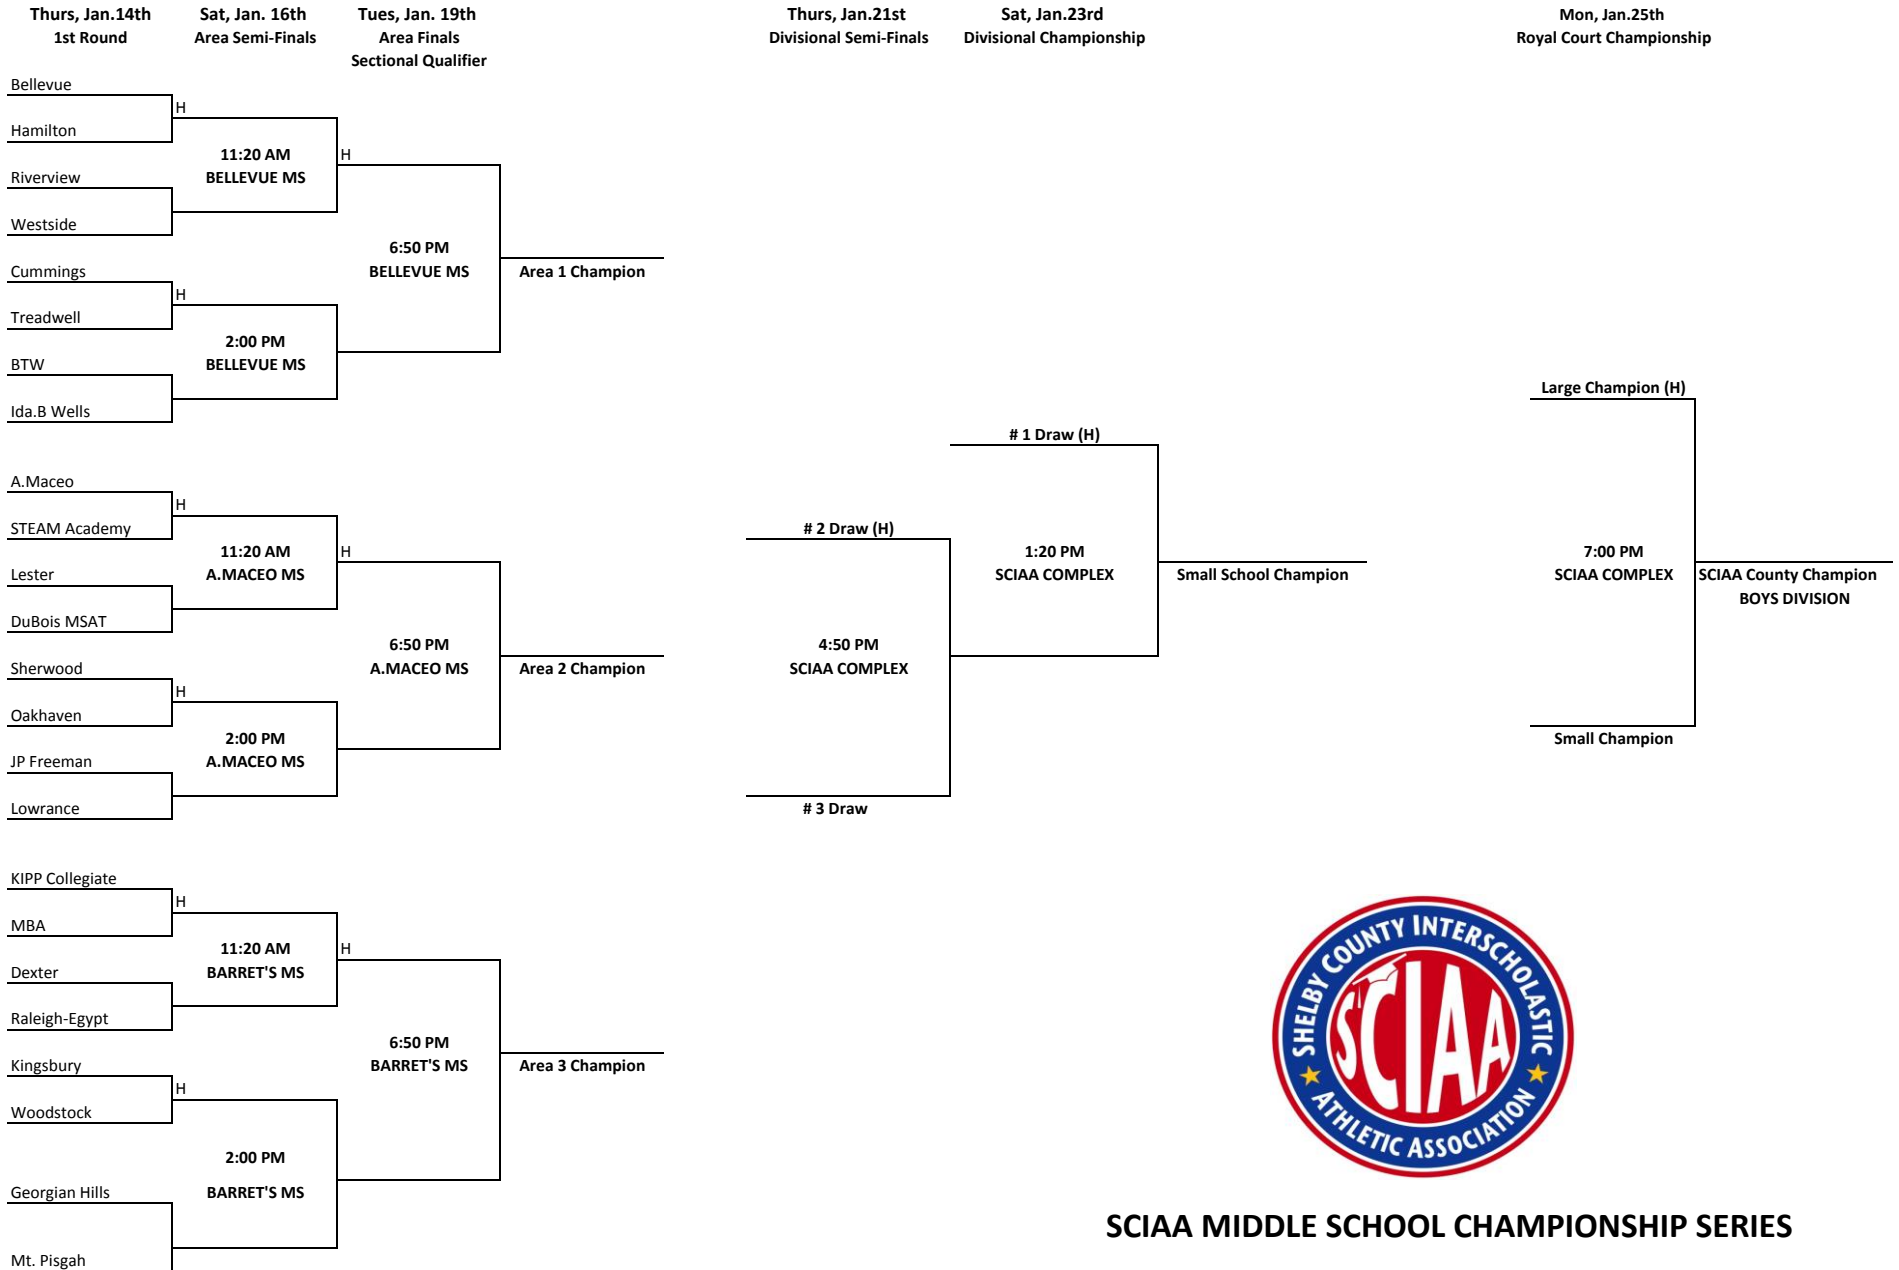 Thurs, Jan.14th
1st Round
Sat, Jan. 16th
Area Semi-Finals
Tues, Jan. 19th
Area Finals
Sectional Qualifier
Thurs, Jan.21st
Divisional Semi-Finals
Sat, Jan.23rd
Divisional Championship
Mon, Jan.25th
Royal Court Championship
Bellevue
H
Hamilton
11:20 AM
BELLEVUE MS
H
Riverview
Westside
6:50 PM
BELLEVUE MS
Area 1 Champion
Cummings
H
Treadwell
2:00 PM
BELLEVUE MS
BTW
Ida.B Wells
A.Maceo
H
STEAM Academy
11:20 AM
A.MACEO MS
H
Lester
DuBois MSAT
6:50 PM
A.MACEO MS
Area 2 Champion
Sherwood
H
Oakhaven
2:00 PM
A.MACEO MS
JP Freeman
Lowrance
KIPP Collegiate
H
MBA
11:20 AM
BARRET'S MS
H
Dexter
Raleigh-Egypt
6:50 PM
BARRET'S MS
Area 3 Champion
Kingsbury
H
Woodstock
2:00 PM
BARRET'S MS
Georgian Hills
Mt. Pisgah
# 2 Draw (H)
4:50 PM
SCIAA COMPLEX
# 3 Draw
# 1 Draw (H)
1:20 PM
SCIAA COMPLEX
Small School Champion
Large Champion (H)
7:00 PM
SCIAA COMPLEX
SCIAA County Champion
BOYS DIVISION
Small Champion
SHELBY COUNTY INTERSCHOLASTIC
SCIAA
ATHLETIC ASSOCIATION
SCIAA MIDDLE SCHOOL CHAMPIONSHIP SERIES